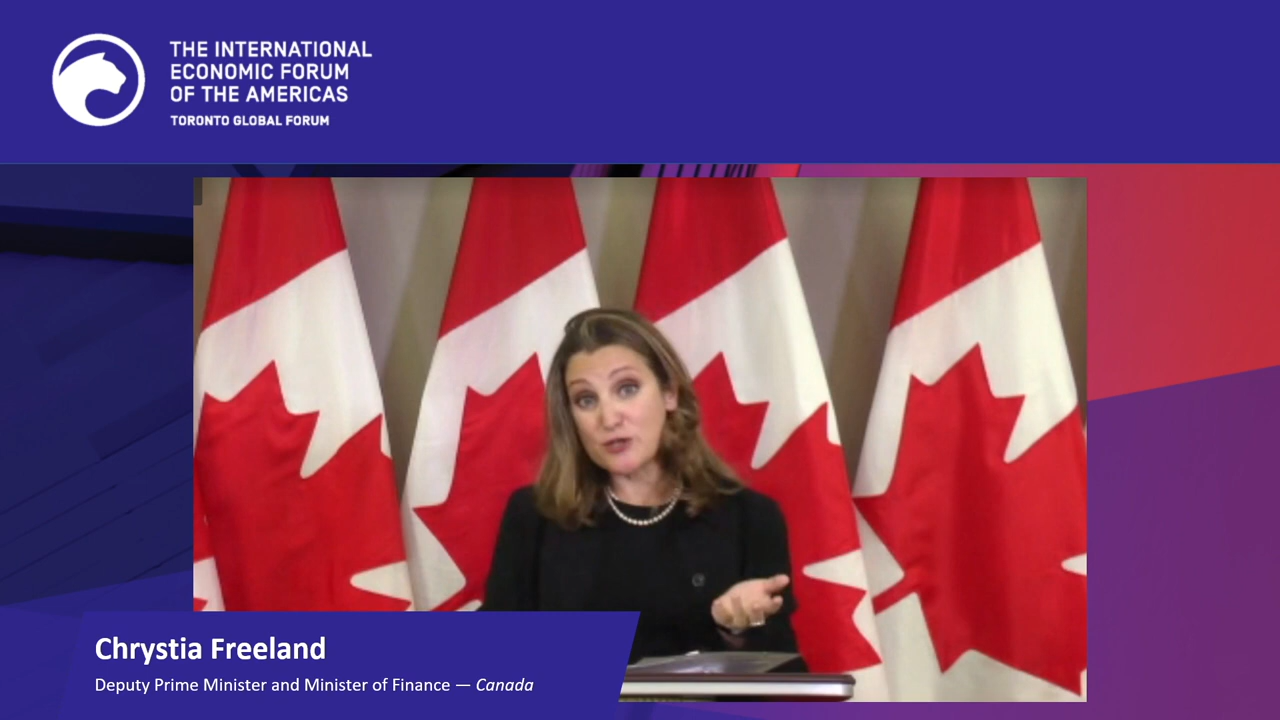 THE INTERNATIONAL
ECONOMIC FORUM
OF THE AMERICAS
TORONTO GLOBAL FORUM
Chrystia Freeland
Deputy Prime Minister and Minister of Finance — Canada